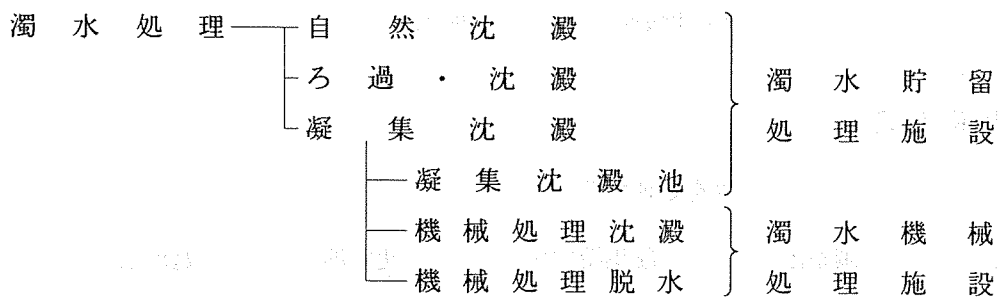 濁水処理 自然沈澱
ろ過・沈澱 濁水貯留
凝集沈澱 処理施設
凝集沈澱池
機械処理沈澱 濁水機械
機械処理脱水 処理施設